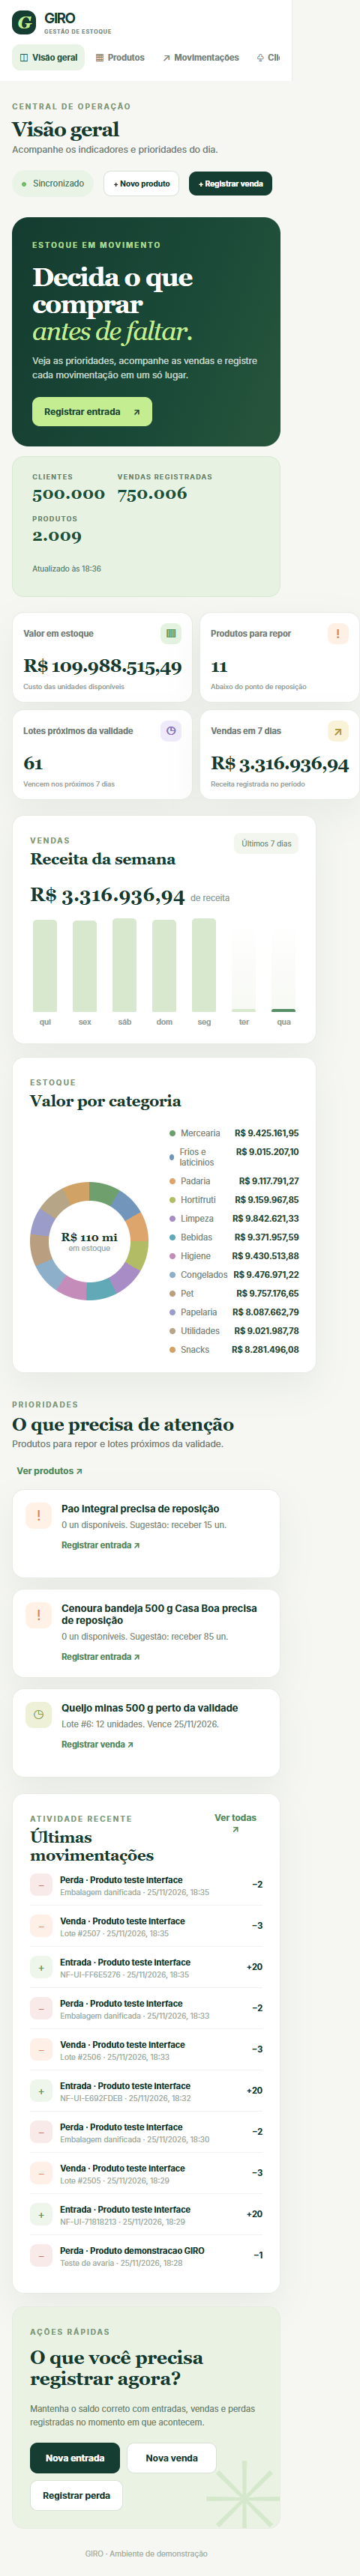 G GIRO
GESTÃO DE ESTOQUE
Visão geral Produtos ↗ Movimentações Cli
CENTRAL DE OPERAÇÃO
Visão geral
Acompanhe os indicadores e prioridades do dia.
Sincronizado + Novo produto + Registrar venda
ESTOQUE EM MOVIMENTO
Decida o que
comprar
antes de faltar.
Veja as prioridades, acompanhe as vendas e registre
cada movimentação em um só lugar.
Registrar entrada ↗
CLIENTES VENDAS REGISTRADAS
500.000 750.006
PRODUTOS
2.009
Atualizado às 18:36
Valor em estoque
R$ 109.988.515,49
Custo das unidades disponíveis
Produtos para repor !
11
Abaixo do ponto de reposição
Lotes próximos da validade
61
Vencem nos próximos 7 dias
Vendas em 7 dias ↗
R$ 3.316.936,94
Receita registrada no período
VENDAS
Receita da semana
Últimos 7 dias
R$ 3.316.936,94 de receita
qui sex sáb dom seg ter qua
ESTOQUE
Valor por categoria
R$ 110 mi
em estoque
Mercearia R$ 9.425.161,95
Frios e laticinios R$ 9.015.207,10
Padaria R$ 9.117.791,27
Hortifruti R$ 9.159.967,85
Limpeza R$ 9.842.621,33
Bebidas R$ 9.371.957,59
Higiene R$ 9.430.513,88
Congelados R$ 9.476.971,22
Pet R$ 9.757.176,65
Papelaria R$ 8.087.662,79
Utilidades R$ 9.021.987,78
Snacks R$ 8.281.496,08
PRIORIDADES
O que precisa de atenção
Produtos para repor e lotes próximos da validade.
Ver produtos ↗
! Pao integral precisa de reposição
0 un disponíveis. Sugestão: receber 15 un.
Registrar entrada ↗
! Cenoura bandeja 500 g Casa Boa precisa
de reposição
0 un disponíveis. Sugestão: receber 85 un.
Registrar entrada ↗
Queijo minas 500 g perto da validade
Lote #6: 12 unidades. Vence 25/11/2026.
Registrar venda ↗
ATIVIDADE RECENTE
Últimas
movimentações
Ver todas
↗
− Perda · Produto teste interface −2
Embalagem danificada · 25/11/2026, 18:35
− Venda · Produto teste interface −3
Lote #2507 · 25/11/2026, 18:35
+ Entrada · Produto teste interface +20
NF-UI-FF6E5276 · 25/11/2026, 18:35
− Perda · Produto teste interface −2
Embalagem danificada · 25/11/2026, 18:33
− Venda · Produto teste interface −3
Lote #2506 · 25/11/2026, 18:33
+ Entrada · Produto teste interface +20
NF-UI-E692FDEB · 25/11/2026, 18:32
− Perda · Produto teste interface −2
Embalagem danificada · 25/11/2026, 18:30
− Venda · Produto teste interface −3
Lote #2505 · 25/11/2026, 18:29
+ Entrada · Produto teste interface +20
NF-UI-71818213 · 25/11/2026, 18:29
− Perda · Produto demonstracao GIRO −1
Teste de avaria · 25/11/2026, 18:28
AÇÕES RÁPIDAS
O que você precisa
registrar agora?
Mantenha o saldo correto com entradas, vendas e perdas
registradas no momento em que acontecem.
Nova entrada Nova venda
Registrar perda
GIRO · Ambiente de demonstração